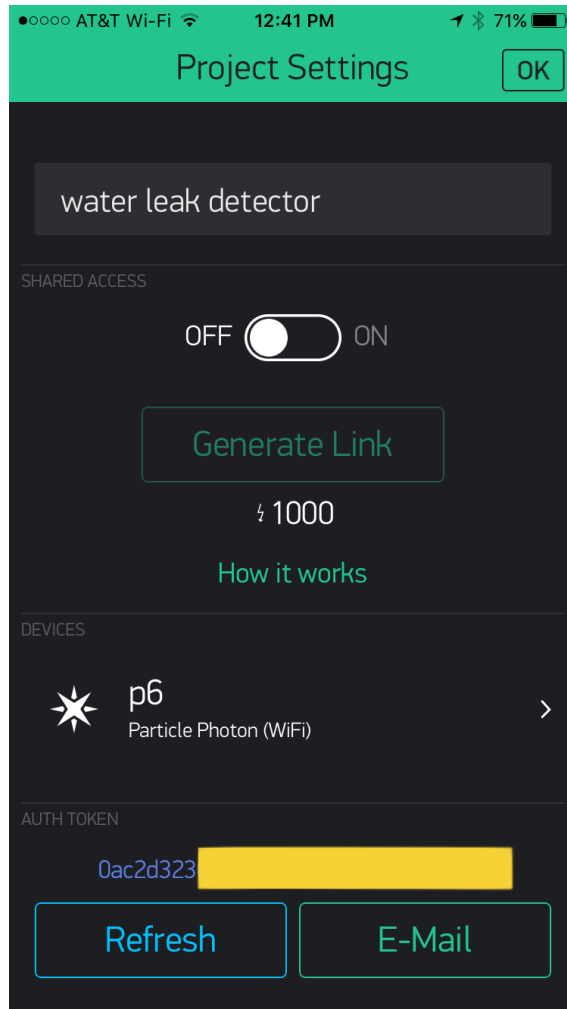 AT&T Wi-Fi 12:41 PM 71%
Project Settings OK
water leak detector
SHARED ACCESS
OFF ON
Generate Link
1000
How it works
DEVICES
p6
Particle Photon (WiFi)
AUTH TOKEN
0ac2d323
Refresh E-Mail